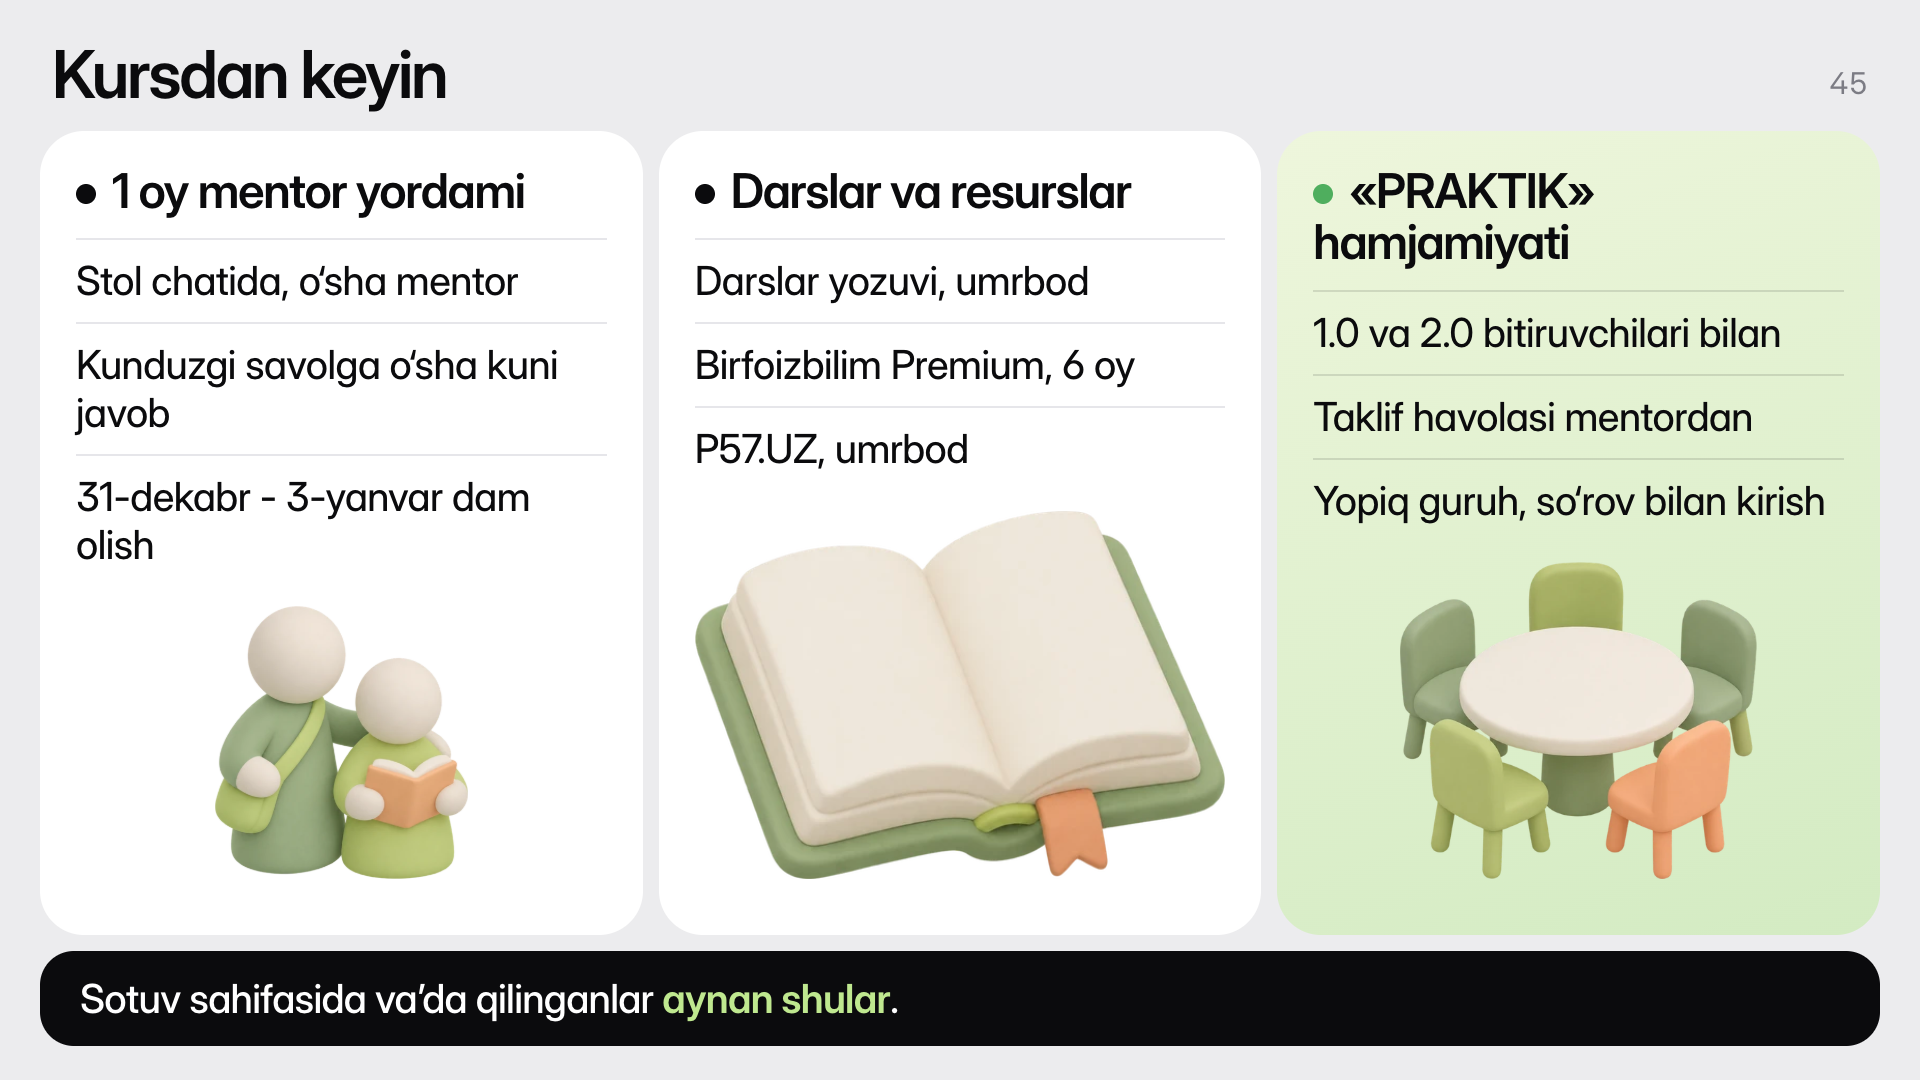 Kursdan keyin
45
• 1 oy mentor yordami
Stol chatida, o‘sha mentor
Kunduzgi savolga o‘sha kuni
javob
31-dekabr - 3-yanvar dam
olish
• Darslar va resurslar
Darslar yozuvi, umrbod
Birfoizbilim Premium, 6 oy
P57.UZ, umrbod
• «PRAKTIK»
hamjamiyati
1.0 va 2.0 bitiruvchilari bilan
Taklif havolasi mentordan
Yopiq guruh, so‘rov bilan kirish
Sotuv sahifasida va’da qilinganlar aynan shular.